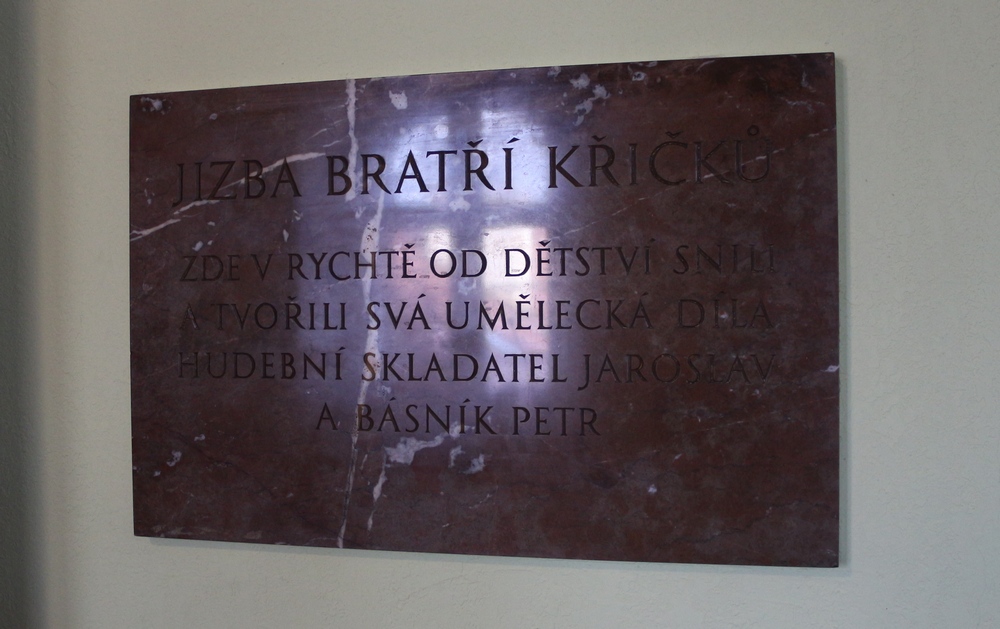 JIZBA BRATŘÍ KŘIČKŮ
ZDE V RYCHTĚ OD DĚTSTVÍ SNILI
A TVOŘILI SVÁ UMĚLECKÁ DÍLA
HUDEBNÍ SKLADATEL JAROSLAV
A BÁSNÍK PETR